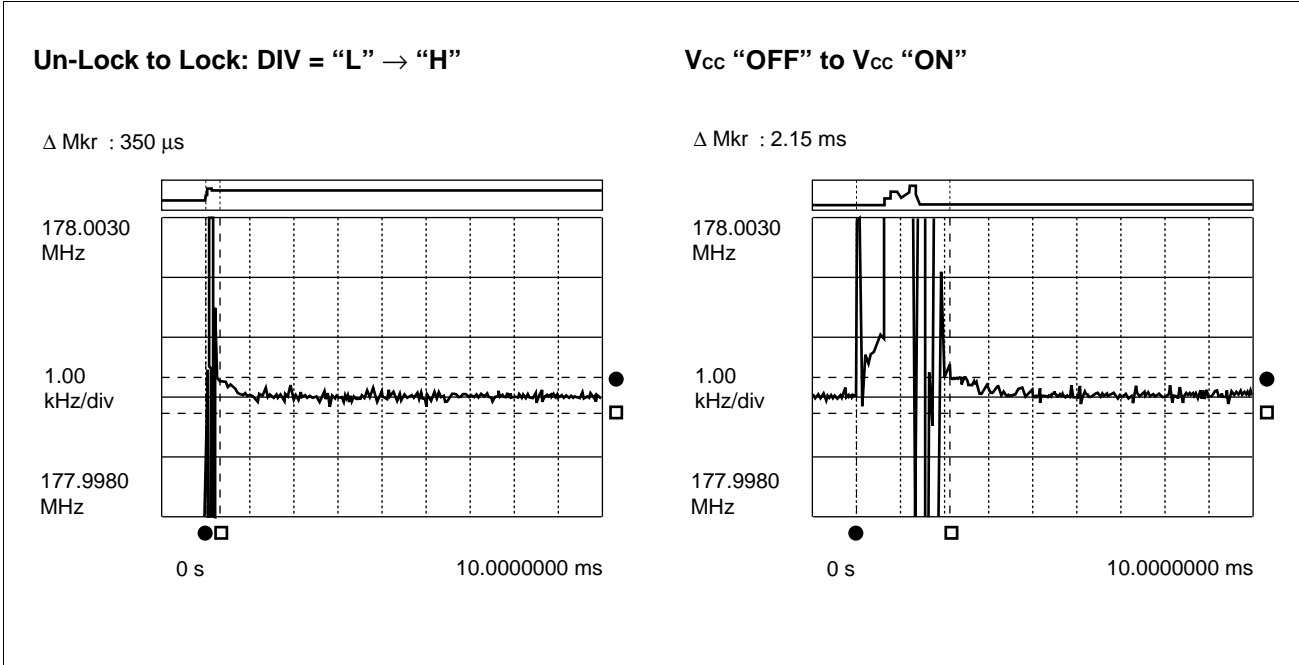 Un-Lock to Lock: DIV = “L” → “H”
Δ Mkr : 350 μs
178.0030
MHz
1.00
kHz/div
177.9980
MHz
0 s
10.0000000 ms
Vcc “OFF” to Vcc “ON”
Δ Mkr : 2.15 ms
178.0030
MHz
1.00
kHz/div
177.9980
MHz
0 s
10.0000000 ms